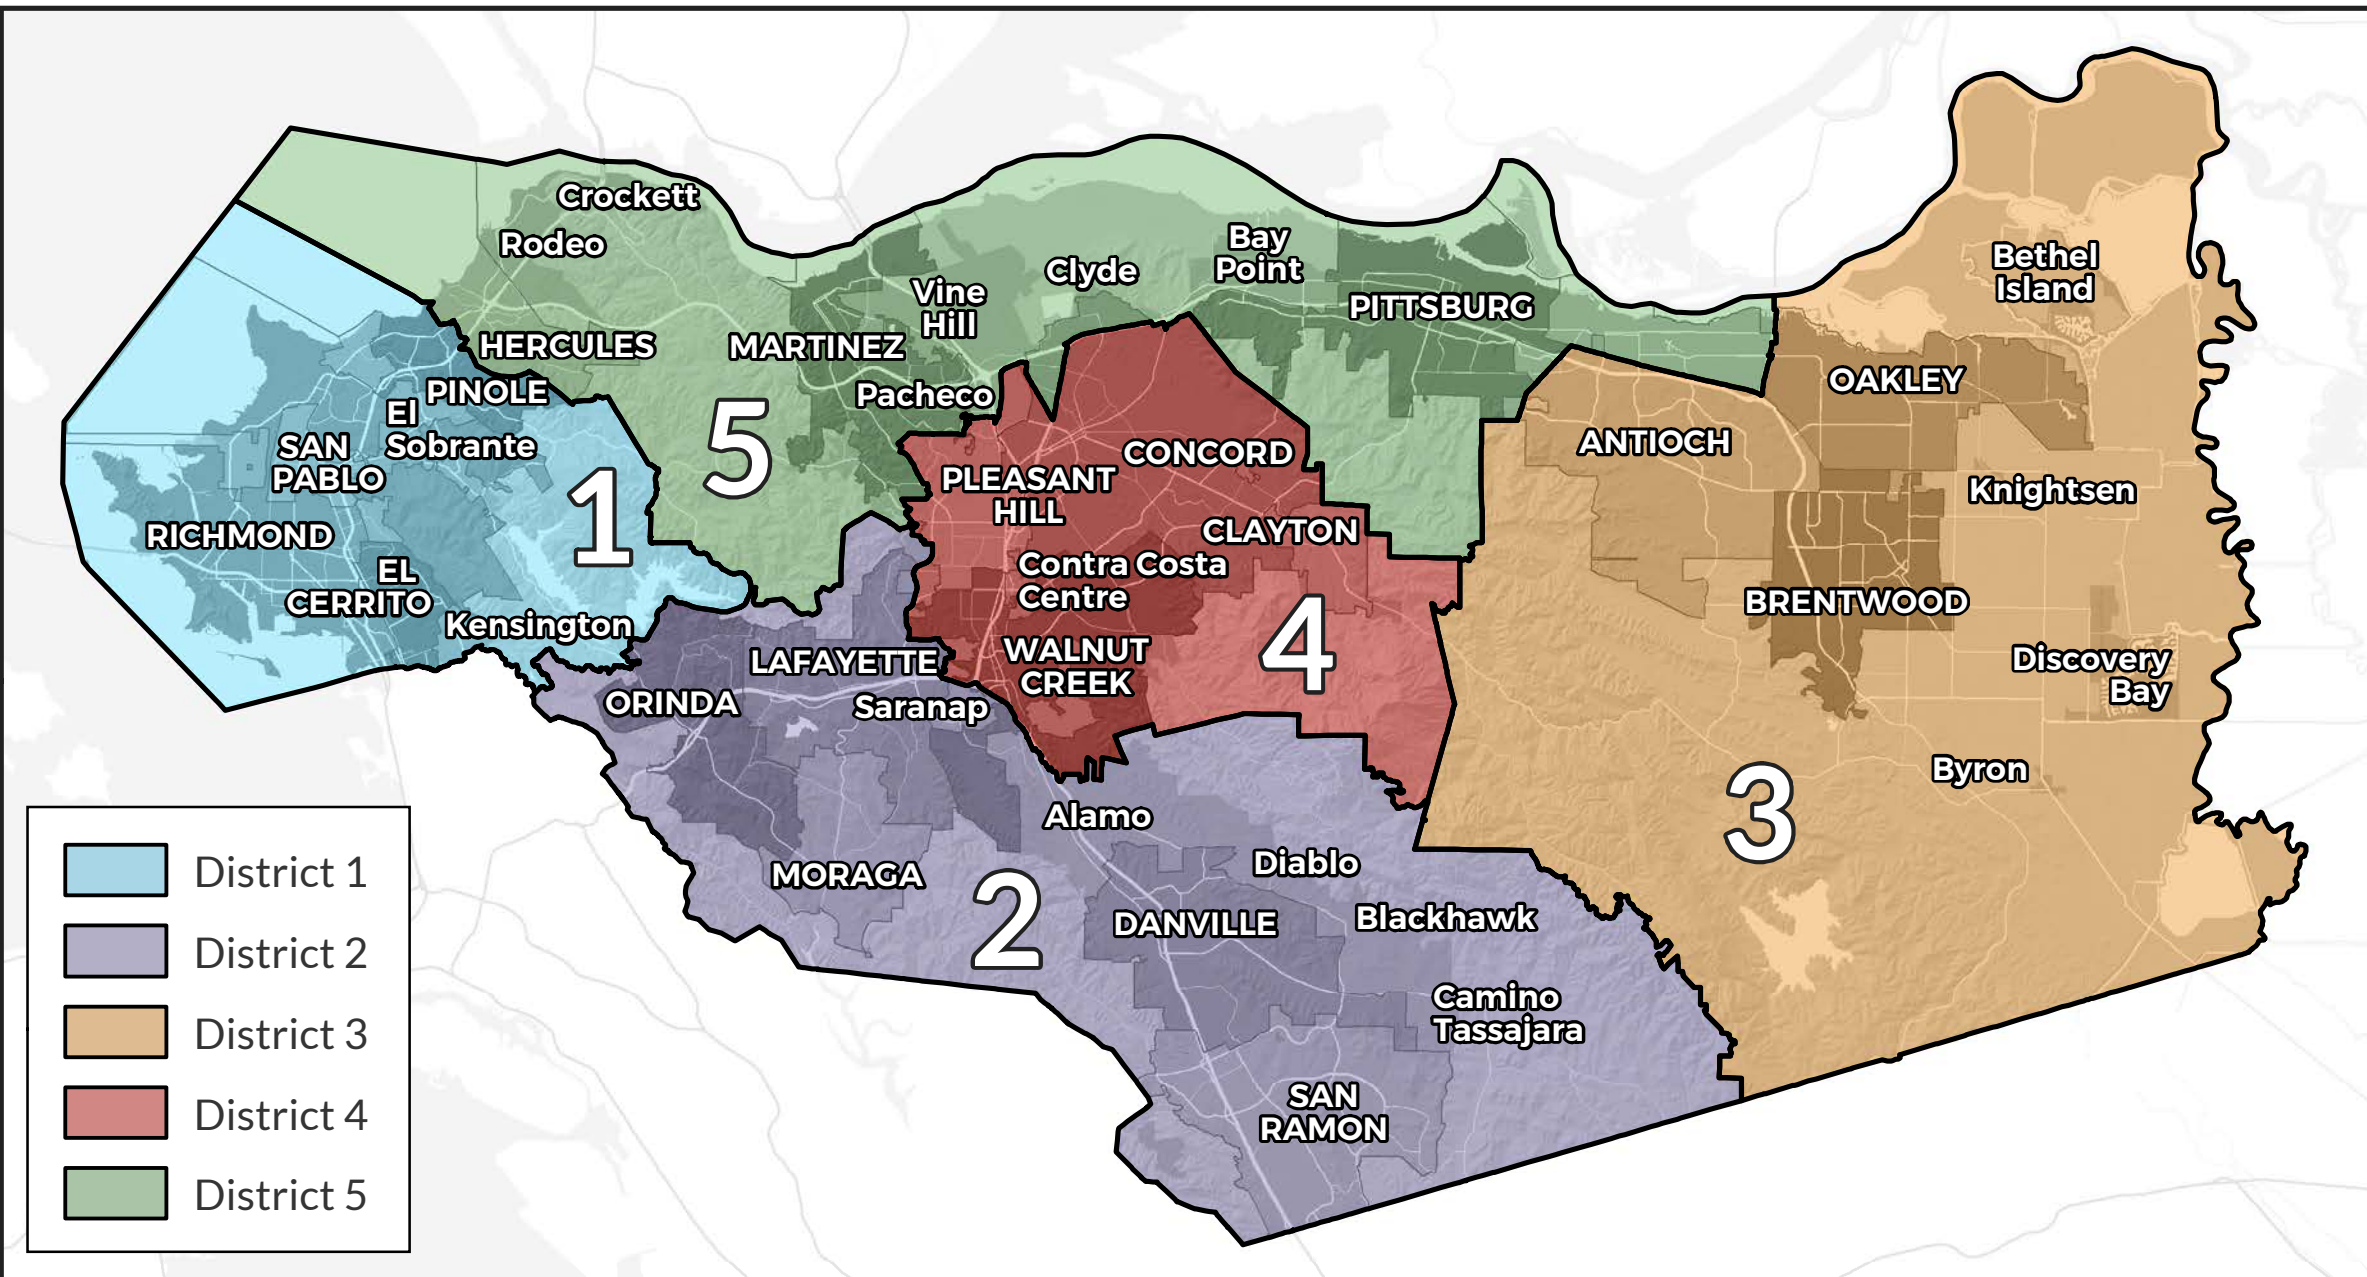 Crockett
Rodeo
HERCULES
MARTINEZ
Vine
Hill
Pacheco
Clyde
Bay
Point
PITTSBURG
5
PINOLE
El
Sobrante
SAN
PABLO
RICHMOND
EL
CERRITO
Kensington
1
PLEASANT
HILL
CONCORD
CLAYTON
Contra Costa
Centre
WALNUT
CREEK
4
Bethel
Island
OAKLEY
ANTIOCH
Knightsen
BRENTWOOD
Discovery
Bay
Byron
3
LAFAYETTE
ORINDA
Saranap
MORAGA
Alamo
Diablo
2
DANVILLE
Blackhawk
Camino
Tassajara
SAN
RAMON
District 1
District 2
District 3
District 4
District 5